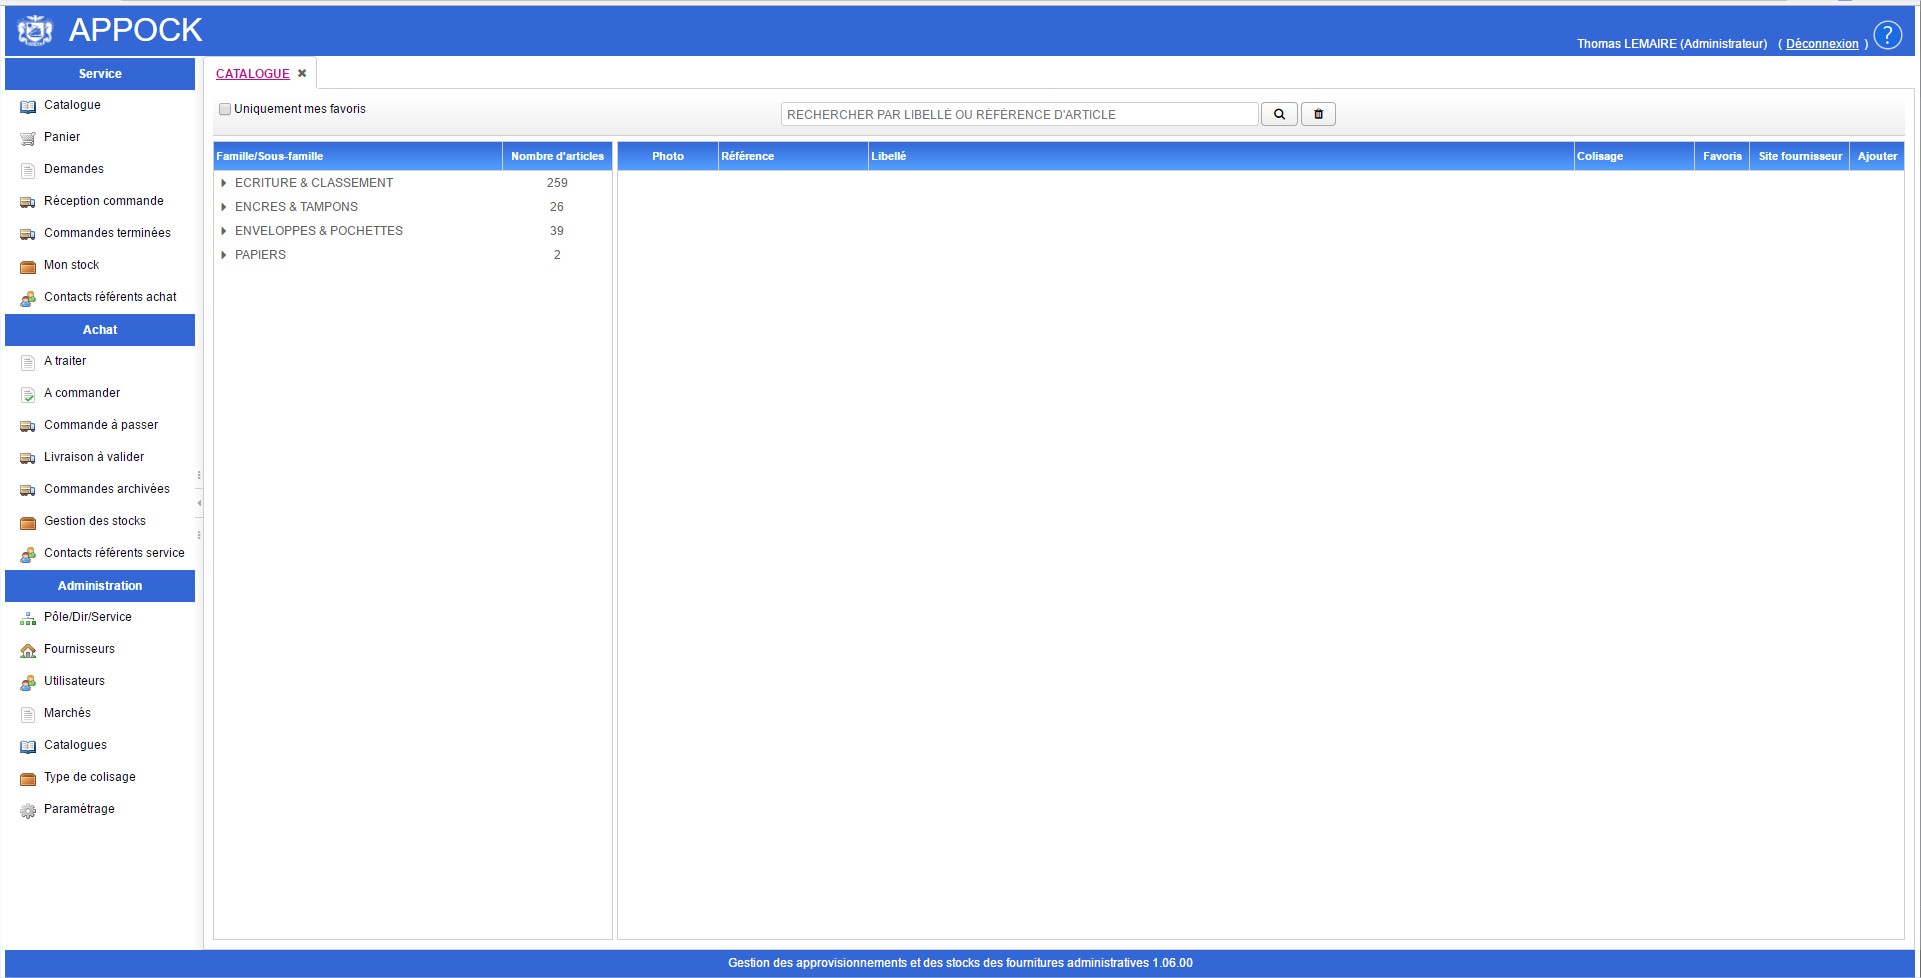 APPOCK
Thomas LEMAIRE (Administrateur) ( Déconnexion ) ?
Service
Catalogue
Panier
Demandes
Réception commande
Commandes terminées
Mon stock
Contacts référents achat
Achat
A traiter
A commander
Commande à passer
Livraison à valider
Commandes archivées
Gestion des stocks
Contacts référents service
Administration
Pôle/Dir/Service
Fournisseurs
Utilisateurs
Marchés
Catalogues
Type de colisage
Paramétrage
CATALOGUE
Uniquement mes favoris
RECHERCHER PAR LIBELLÉ OU RÉFÉRENCE D'ARTICLE
Famille/Sous-famille Nombre d'articles
ECRITURE & CLASSEMENT 259
ENCRES & TAMPONS 26
ENVELOPPES & POCHETTES 39
PAPIERS 2
Photo Référence Libellé Colisage Favoris Site fournisseur Ajouter
Gestion des approvisionnements et des stocks des fournitures administratives 1.06.00